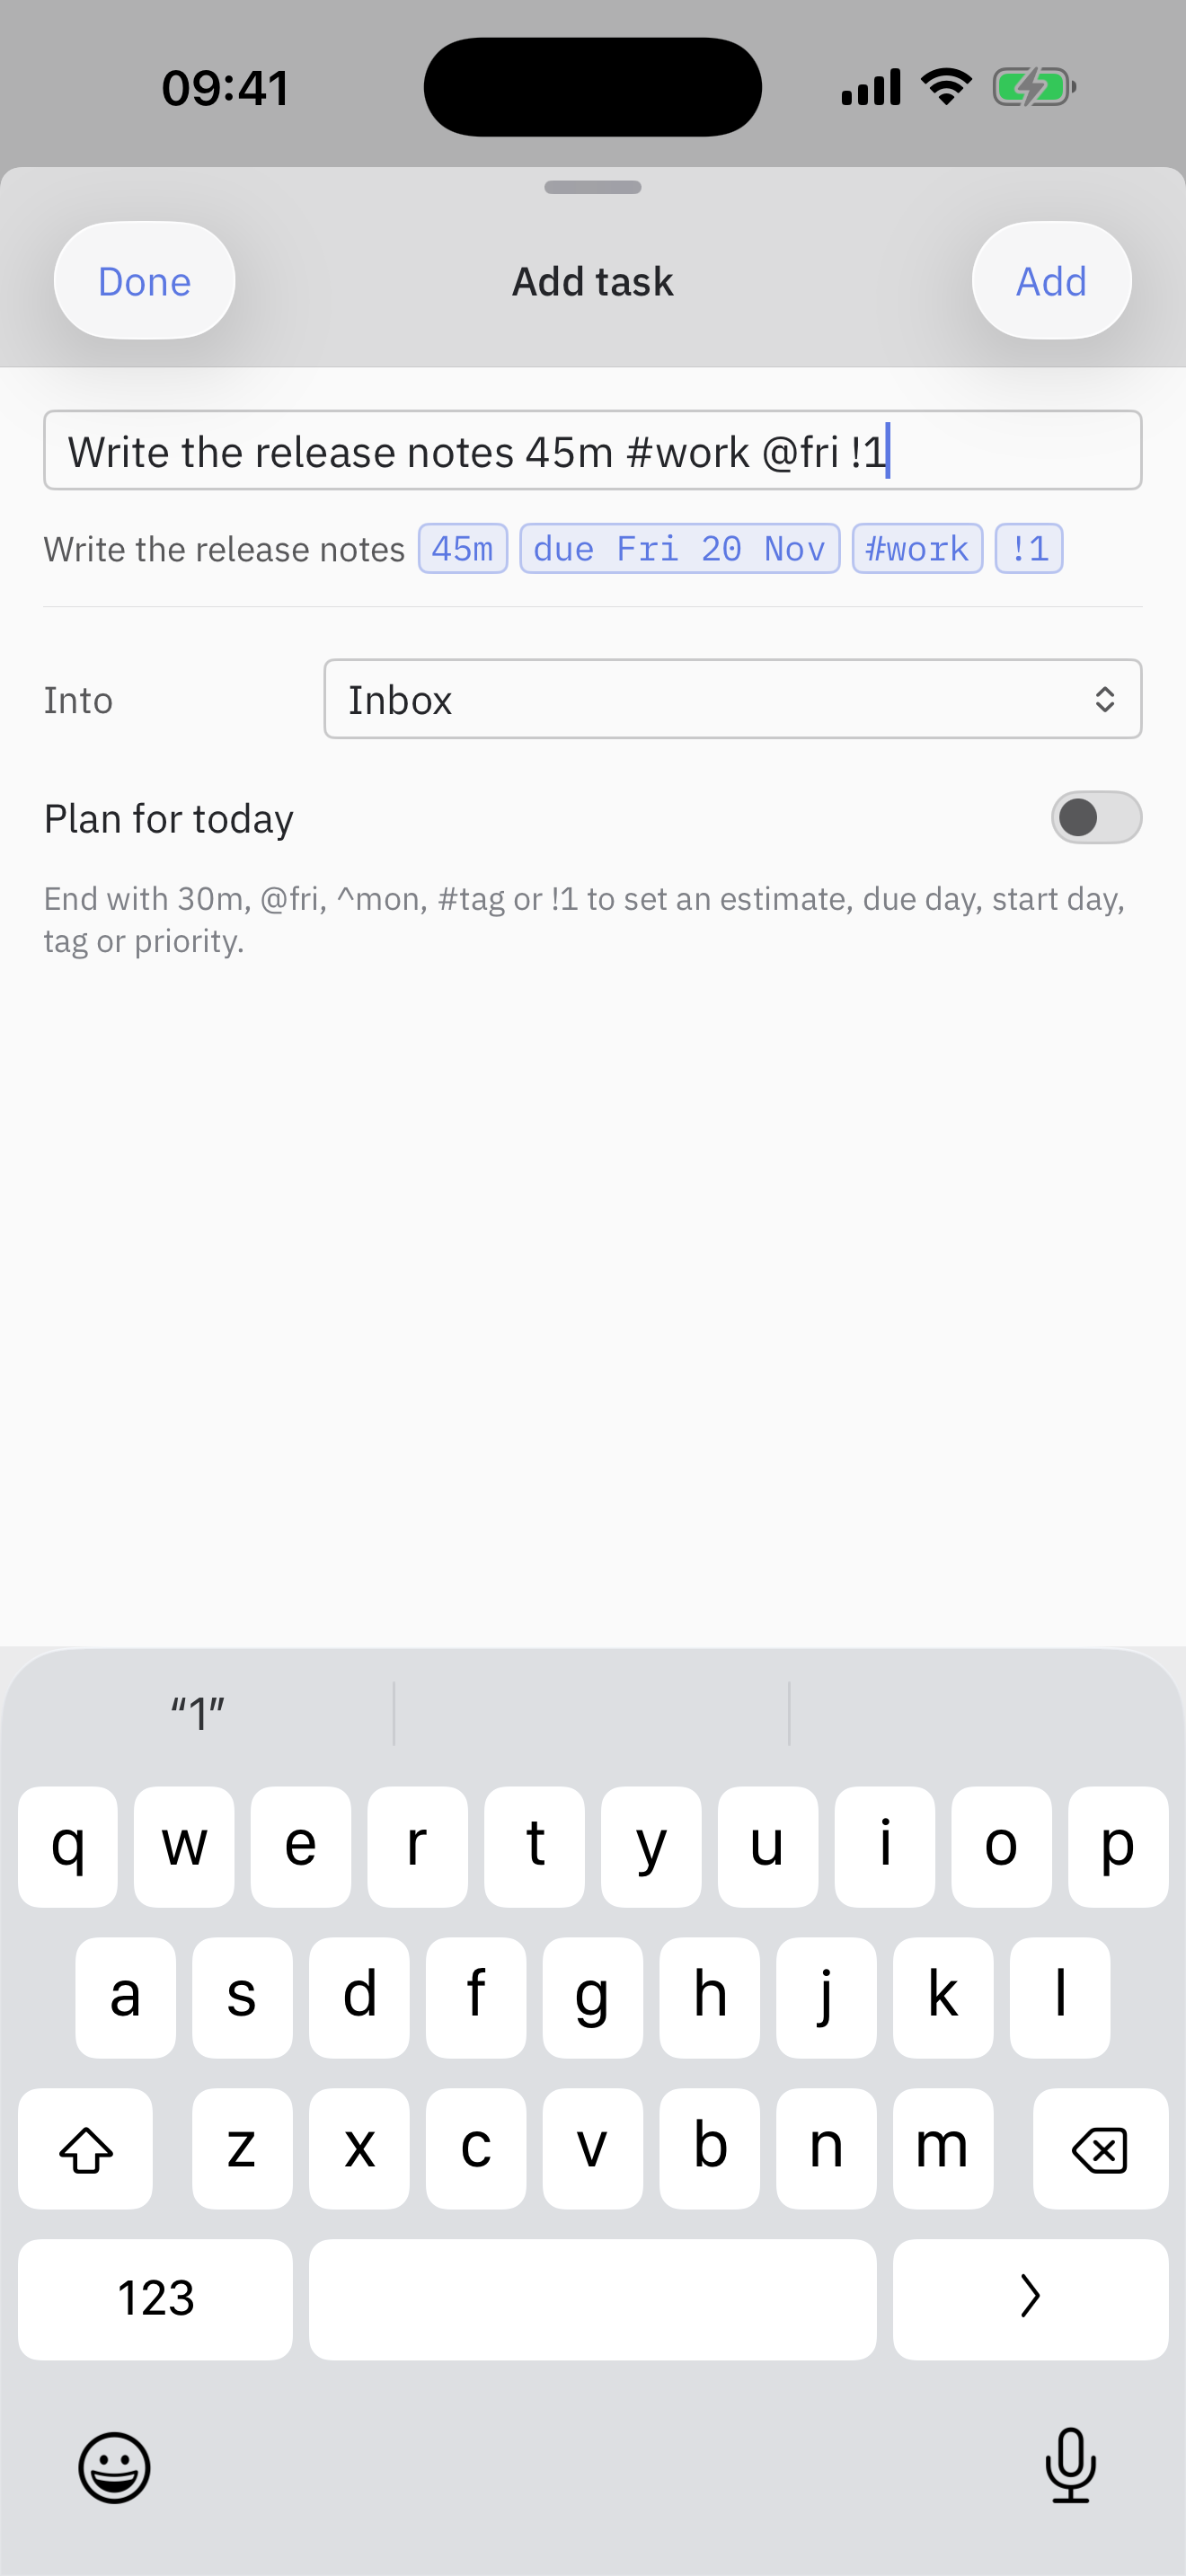 09:41
Done Add task Add
Write the release notes 45m #work @fri !1
Write the release notes 45m due Fri 20 Nov #work !1
Into Inbox
Plan for today
End with 30m, @fri, ^mon, #tag or !1 to set an estimate, due day, start day,
tag or priority.
“1”
q w e r t y u i o p
a s d f g h j k l
z x c v b n m
123